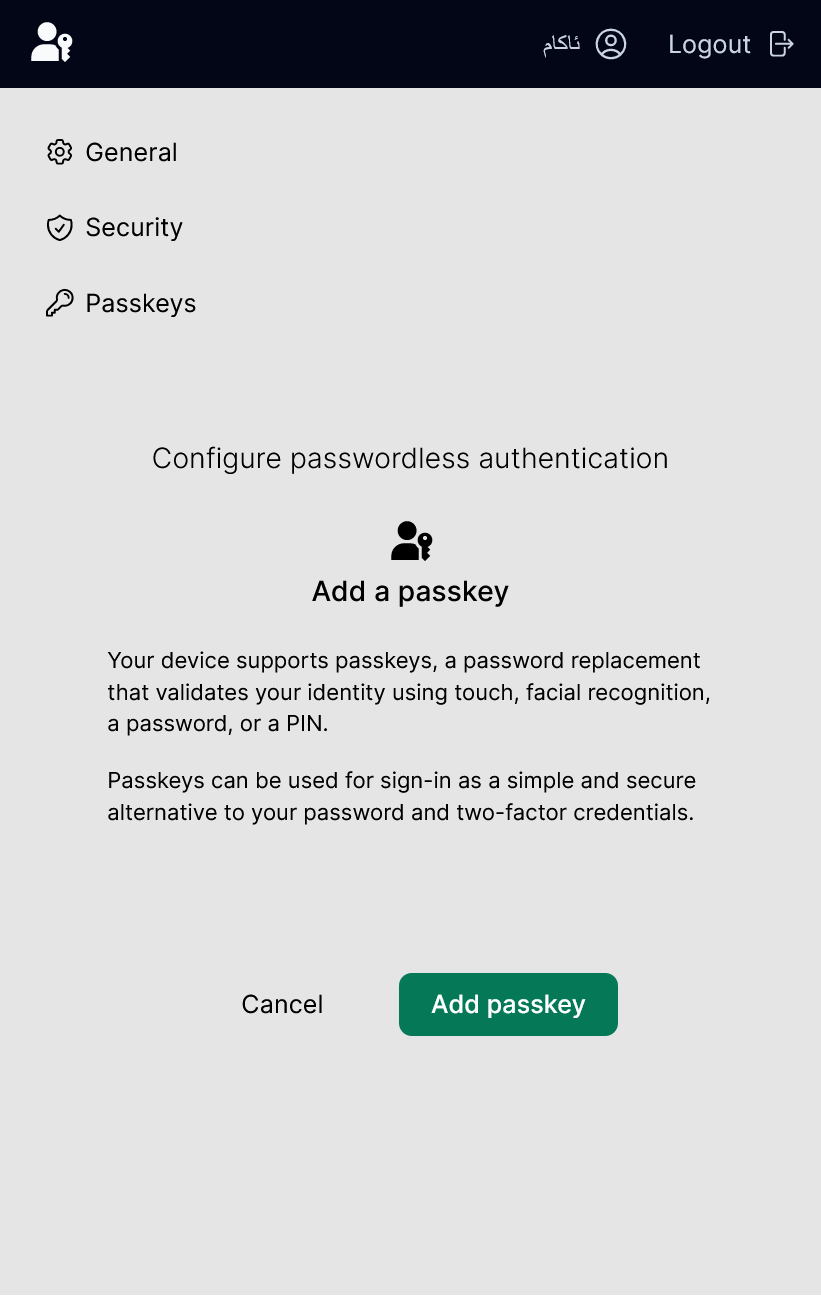 ئاکام
Logout
General
Security
Passkeys
Configure passwordless authentication
Add a passkey
Your device supports passkeys, a password replacement
that validates your identity using touch, facial recognition,
a password, or a PIN.
Passkeys can be used for sign-in as a simple and secure
alternative to your password and two-factor credentials.
Cancel
Add passkey